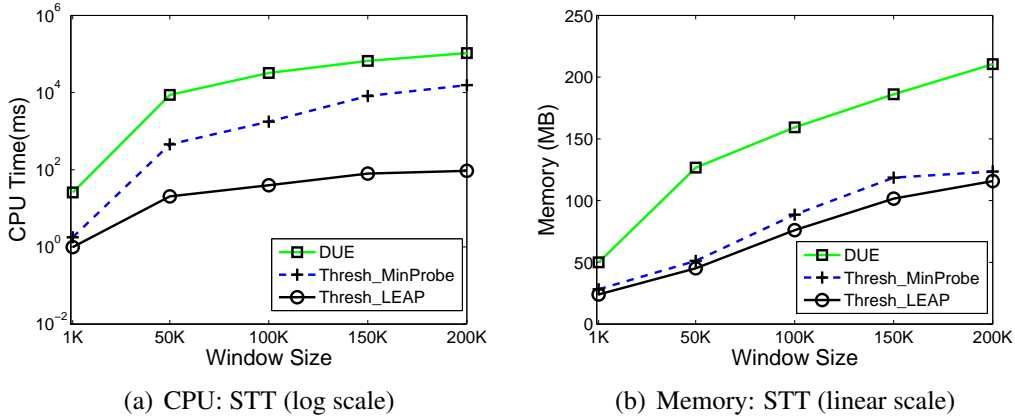 10^6
10^4
10^2
10^0
10^-2
CPU Time(ms)
1K 50K 100K 150K 200K
Window Size
DUE
Thresh_MinProbe
Thresh_LEAP
(a) CPU: STT (log scale)
250
200
150
100
50
0
Memory (MB)
1K 50K 100K 150K 200K
Window Size
DUE
Thresh_MinProbe
Thresh_LEAP
(b) Memory: STT (linear scale)